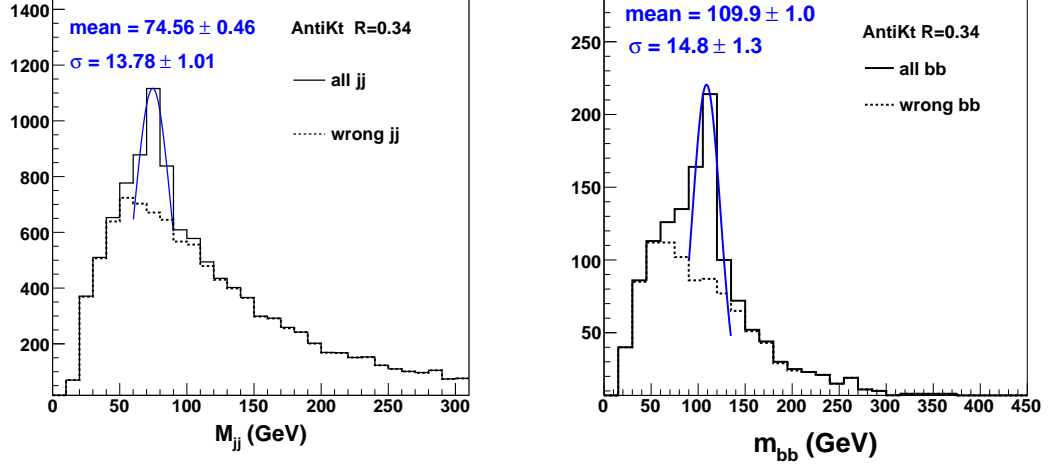 1400
1200
1000
800
600
400
200
mean = 74.56 ± 0.46
σ = 13.78 ± 1.01
AntiKt R=0.34
all jj
wrong jj
0 50 100 150 200 250 300
M_jj (GeV)
250
200
150
100
50
mean = 109.9 ± 1.0
σ = 14.8 ± 1.3
AntiKt R=0.34
all bb
wrong bb
0 50 100 150 200 250 300 350 400 450
m_bb (GeV)